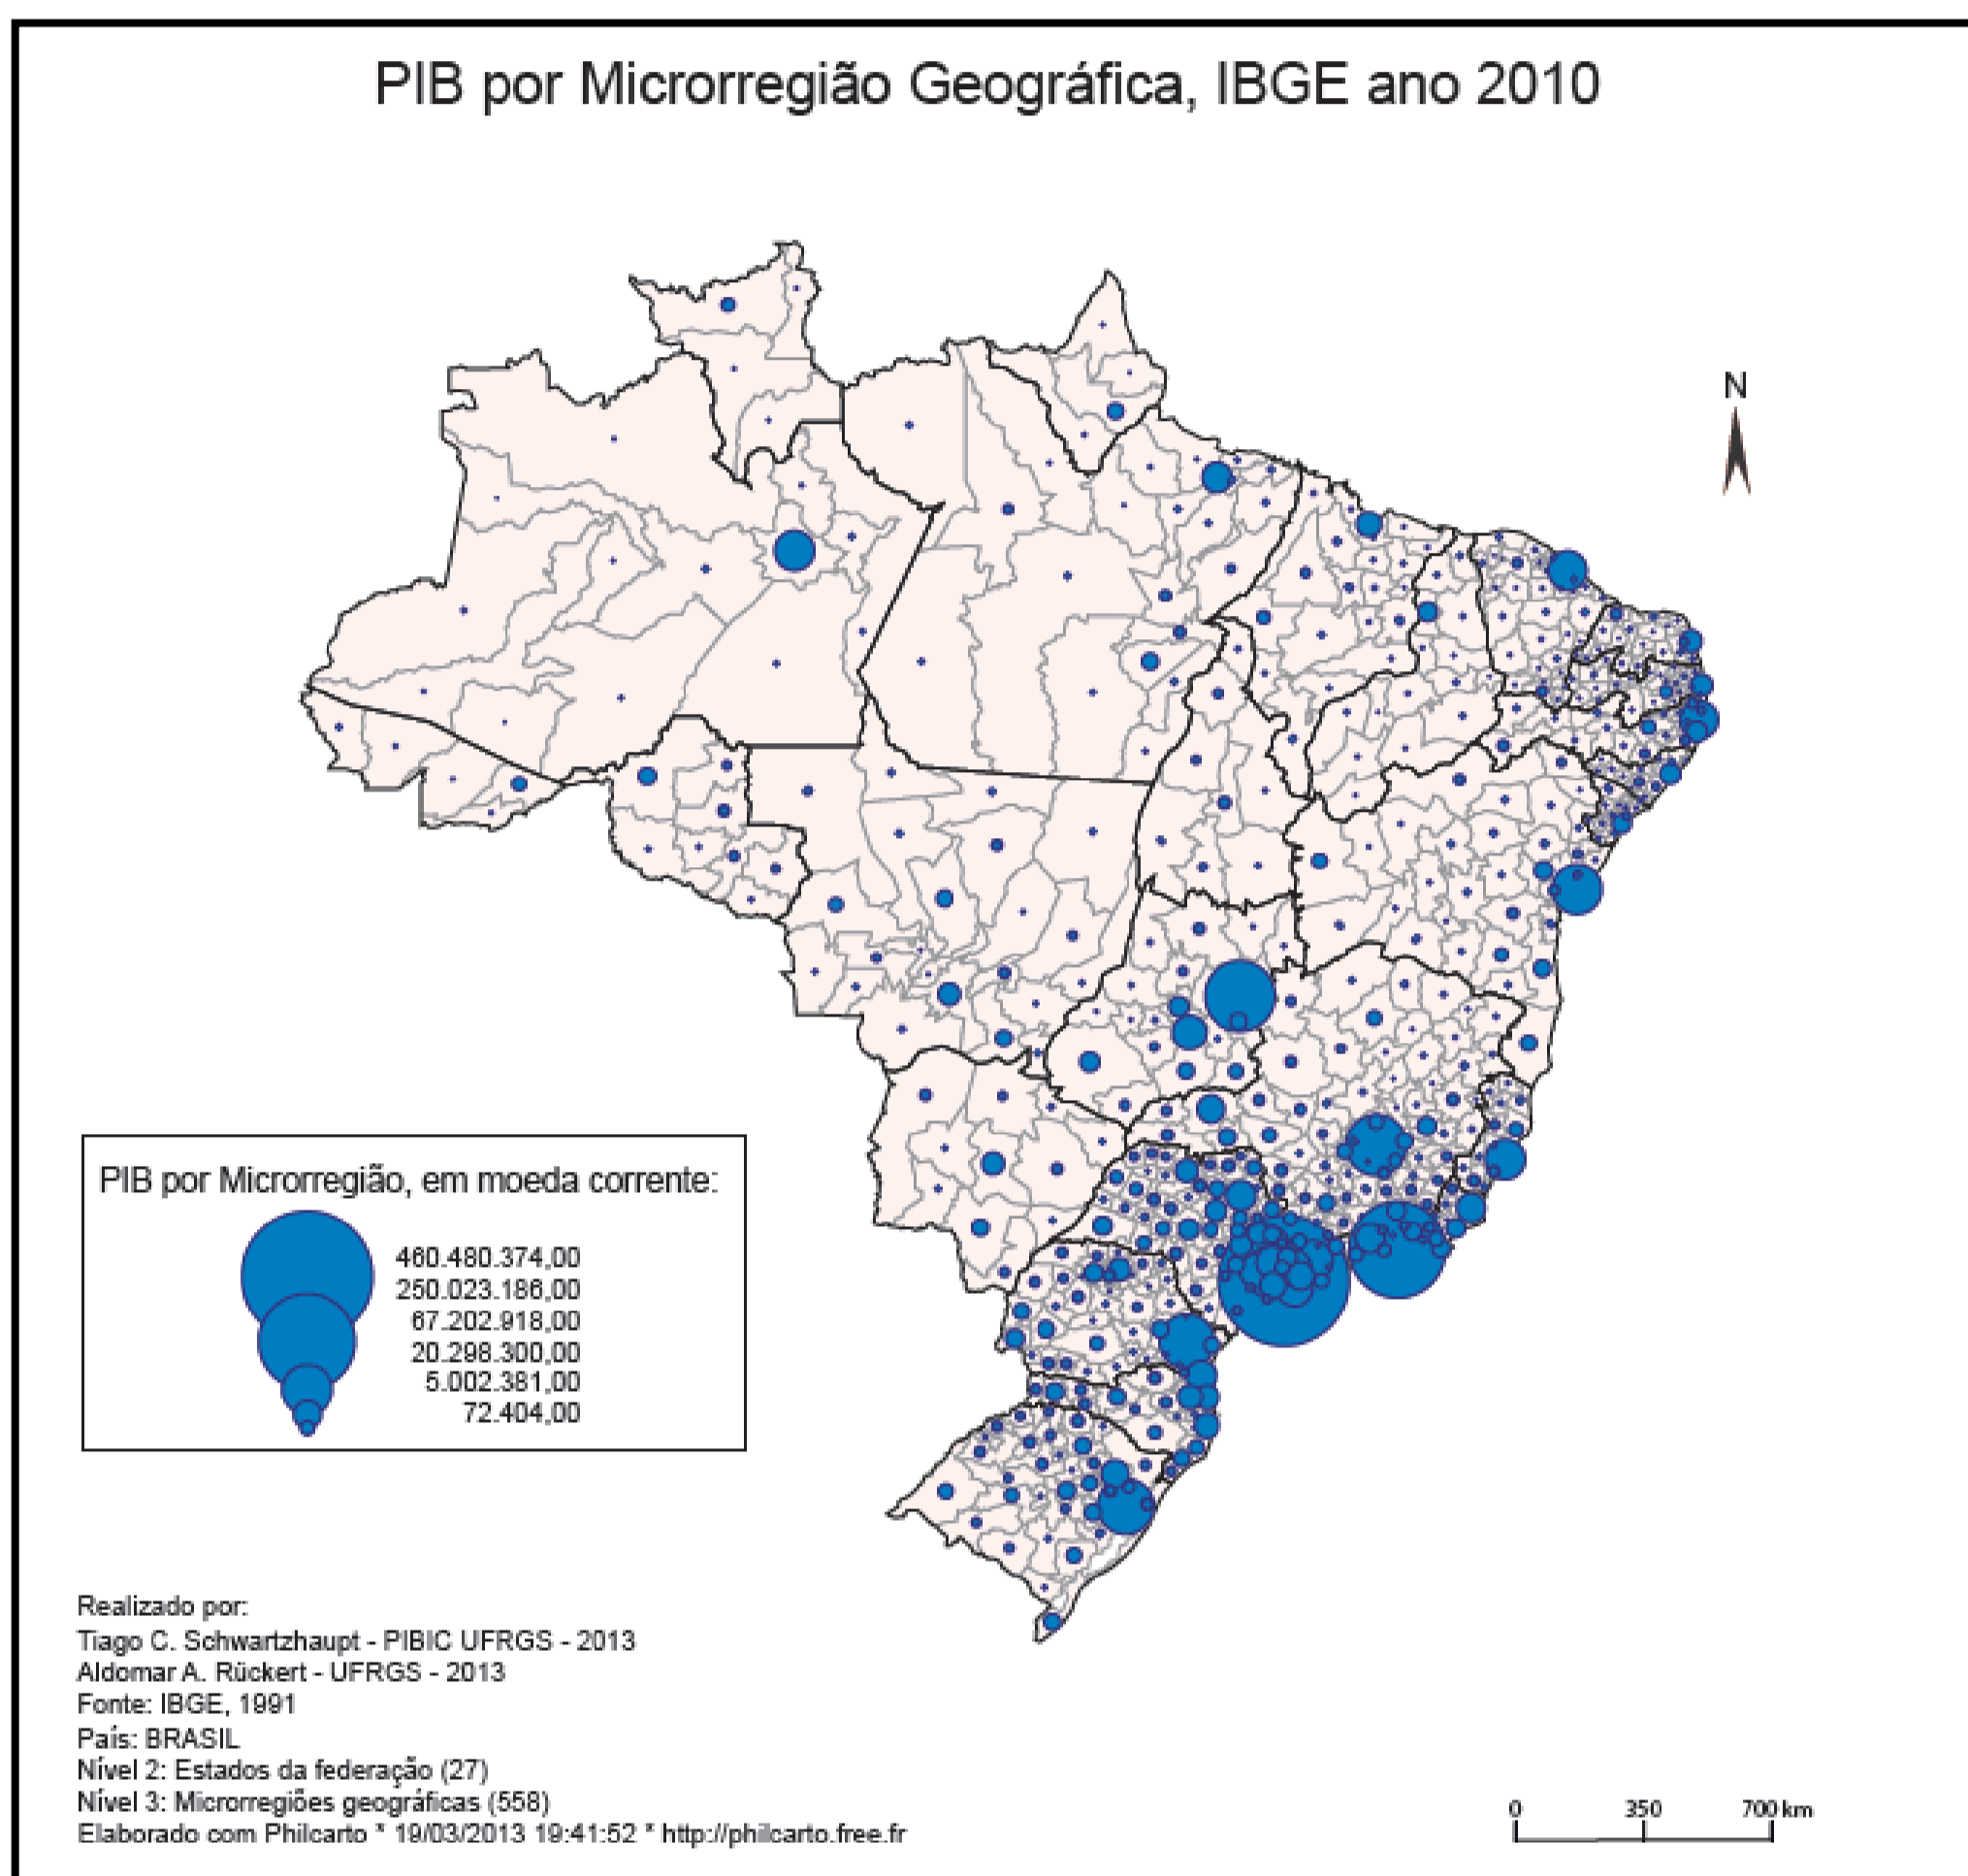 PIB por Microrregião Geográfica, IBGE ano 2010
N
PIB por Microrregião, em moeda corrente:
460.480.374,00
250.023.186,00
67.202.918,00
20.298.300,00
5.002.381,00
72.404,00
Realizado por:
Tiago C. Schwartzhaupt - PIBIC UFRGS - 2013
Aldomar A. Rückert - UFRGS - 2013
Fonte: IBGE, 1991
País: BRASIL
Nível 2: Estados da federação (27)
Nível 3: Microrregiões geográficas (558)
Elaborado com Philcarto * 19/03/2013 19:41:52 * http://philcarto.free.fr
0 350 700 km